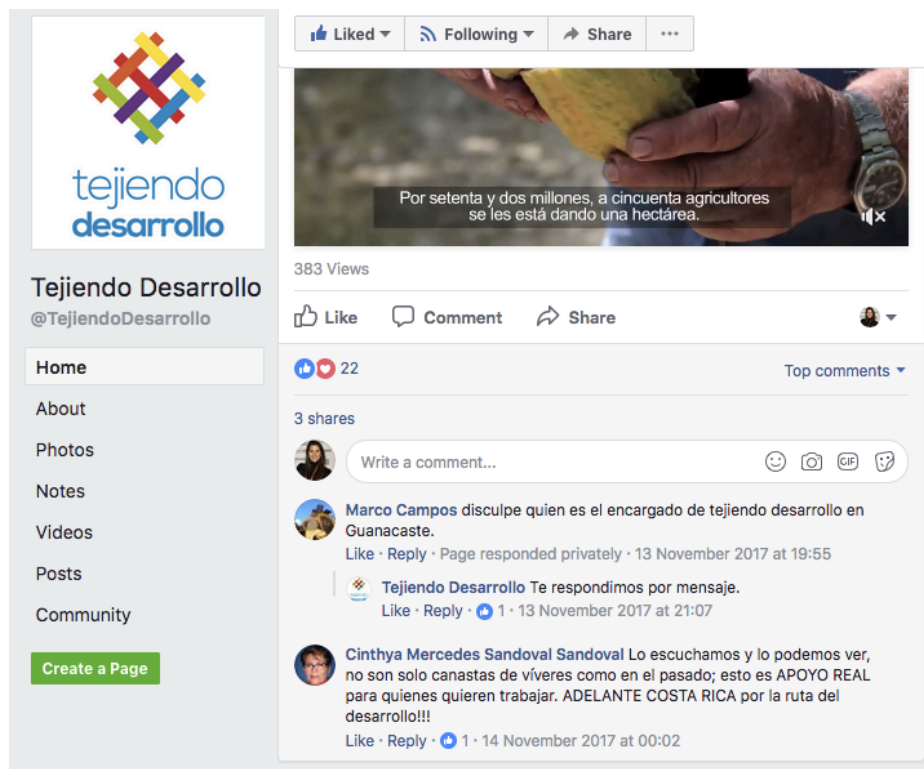 tejiendo
desarrollo
Tejiendo Desarrollo
@TejiendoDesarrollo
Home
About
Photos
Notes
Videos
Posts
Community
Create a Page
Liked
Following
Share
Por setenta y dos millones, a cincuenta agricultores
se les está dando una hectárea.
383 Views
Like Comment Share
22
Top comments
3 shares
Write a comment...
GIF
Marco Campos disculpe quien es el encargado de tejiendo desarrollo en
Guanacaste.
Like · Reply · Page responded privately · 13 November 2017 at 19:55
Tejiendo Desarrollo Te respondimos por mensaje.
Like · Reply · 1 · 13 November 2017 at 21:07
Cinthya Mercedes Sandoval Sandoval Lo escuchamos y lo podemos ver,
no son solo canastas de víveres como en el pasado; esto es APOYO REAL
para quienes quieren trabajar. ADELANTE COSTA RICA por la ruta del
desarrollo!!!
Like · Reply · 1 · 14 November 2017 at 00:02